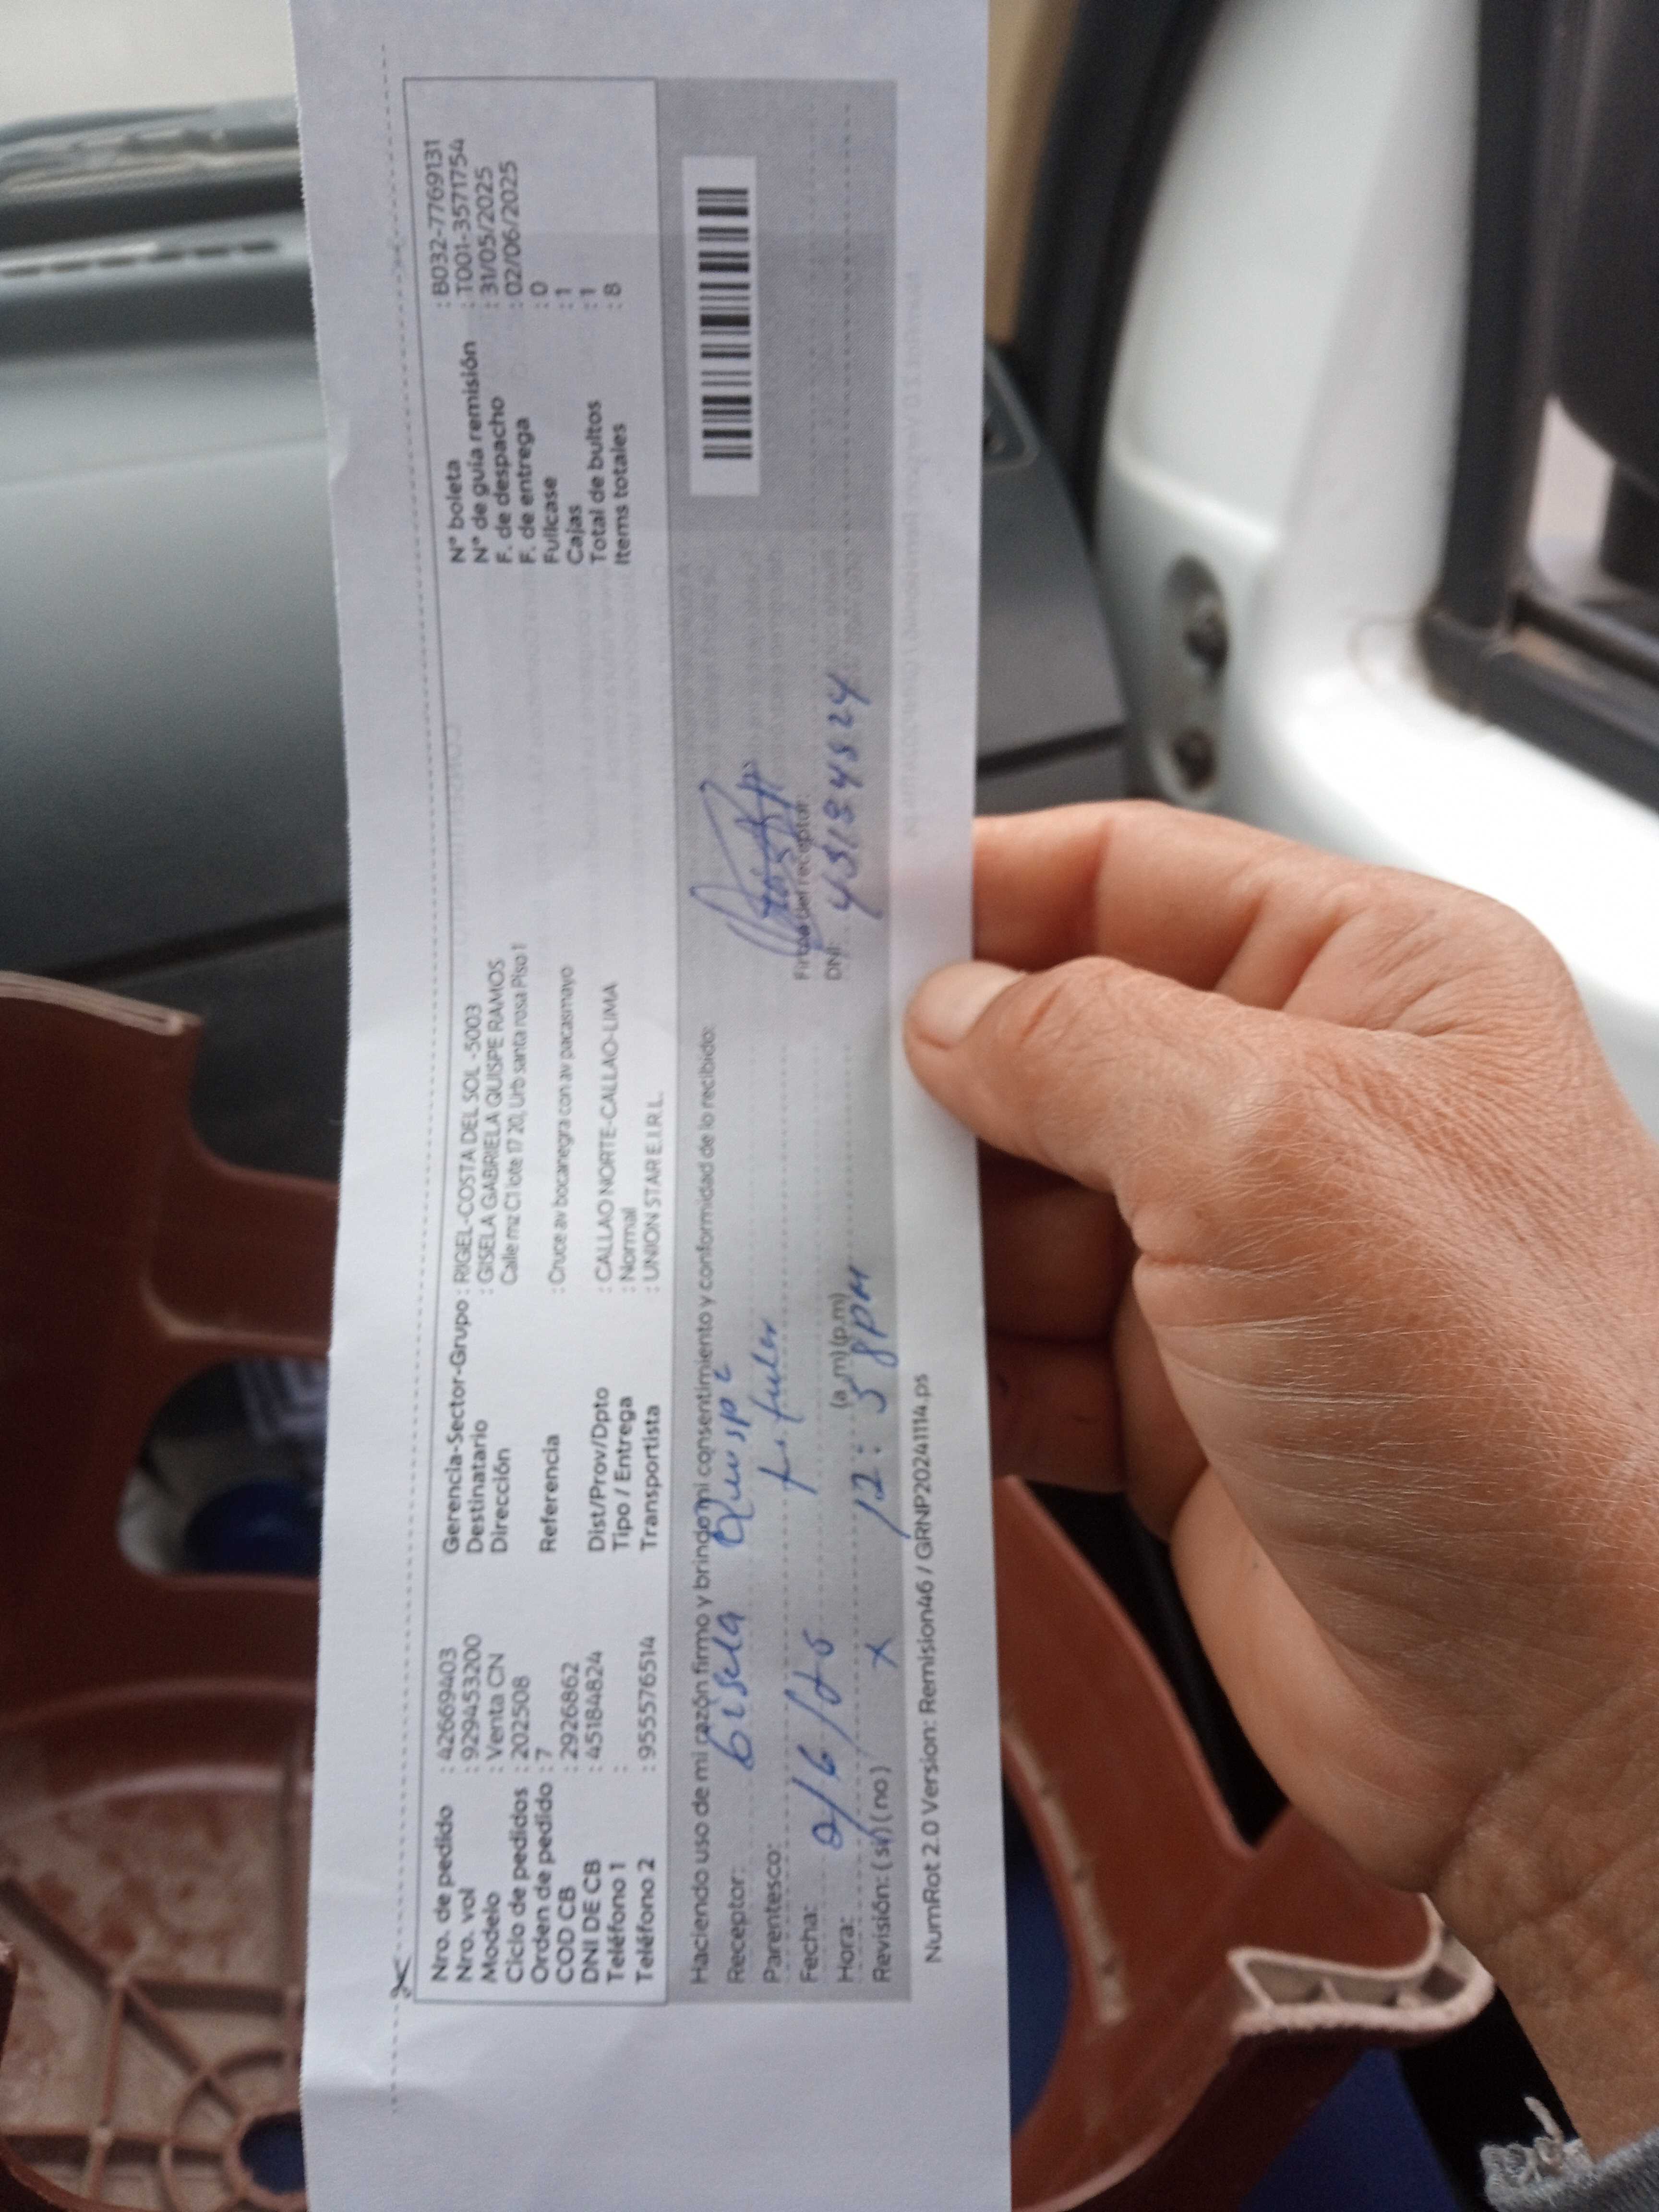 Nro. de pedido : 42669403
Nro. vol : 929453200
Modelo : Venta CN
Ciclo de pedidos : 202508
Orden de pedido : 7
COD CB : 2926862
DNI DE CB : 45184824
Teléfono 1 :
Teléfono 2 : 955576514
Gerencia-Sector-Grupo : RIGEL-COSTA DEL SOL -5003
Destinatario : GISELA GABRIELA QUISPE RAMOS
Dirección Calle mz C1 lote 17 20, Urb santa rosa Piso 1
Referencia : Cruce av bocanegra con av pacasmayo
Dist/Prov/Dpto : CALLAO NORTE-CALLAO-LIMA
Tipo / Entrega : Normal
Transportista : UNION STAR E.I.R.L.
N° boleta : B032-7769131
N° de guía remisión : T001-3571754
F. de despacho : 31/05/2025
F. de entrega : 02/06/2025
Fullcase : 0
Cajas : 1
Total de bultos : 1
Items totales : 8
Haciendo uso de mi razón firmo y brindo mi consentimiento y conformidad de lo recibido:
Receptor: Gisela Quispe
Parentesco: titular
Fecha: 2/6/25
Hora: 12:38pm (a.m)(p.m)
Revisión: (si) (no) x
Firma del receptor:
DNI: 45184824
NumRot 2.0 Version: Remision46 / GRNP20241114.ps